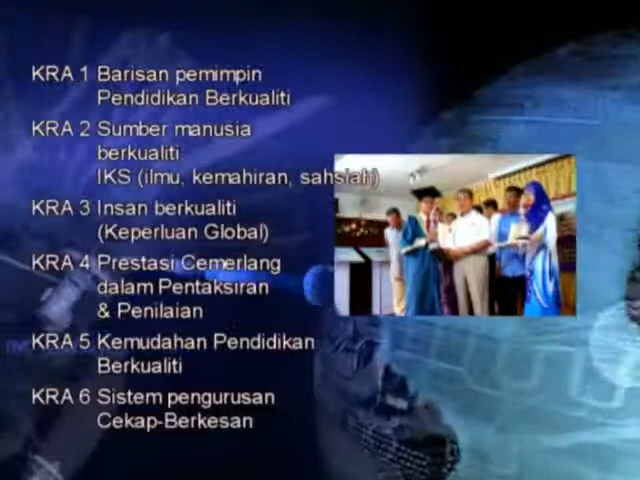 KRA 1 Barisan pemimpin
Pendidikan Berkualiti
KRA 2 Sumber manusia
berkualiti
IKS (ilmu, kemahiran, sahsiah)
KRA 3 Insan berkualiti
(Keperluan Global)
KRA 4 Prestasi Cemerlang
dalam Pentaksiran
& Penilaian
KRA 5 Kemudahan Pendidikan
Berkualiti
KRA 6 Sistem pengurusan
Cekap-Berkesan